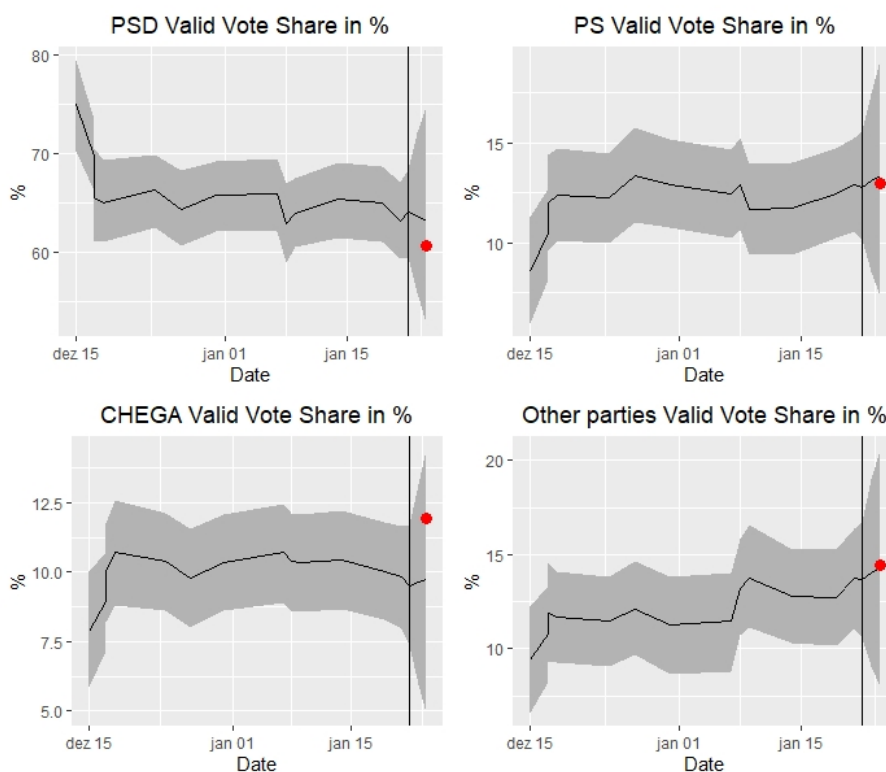 PSD Valid Vote Share in %
80
70
60
%
dez 15
jan 01
jan 15
Date
PS Valid Vote Share in %
15
10
%
dez 15
jan 01
jan 15
Date
CHEGA Valid Vote Share in %
12.5
10.0
7.5
5.0
%
dez 15
jan 01
jan 15
Date
Other parties Valid Vote Share in %
20
15
10
%
dez 15
jan 01
jan 15
Date